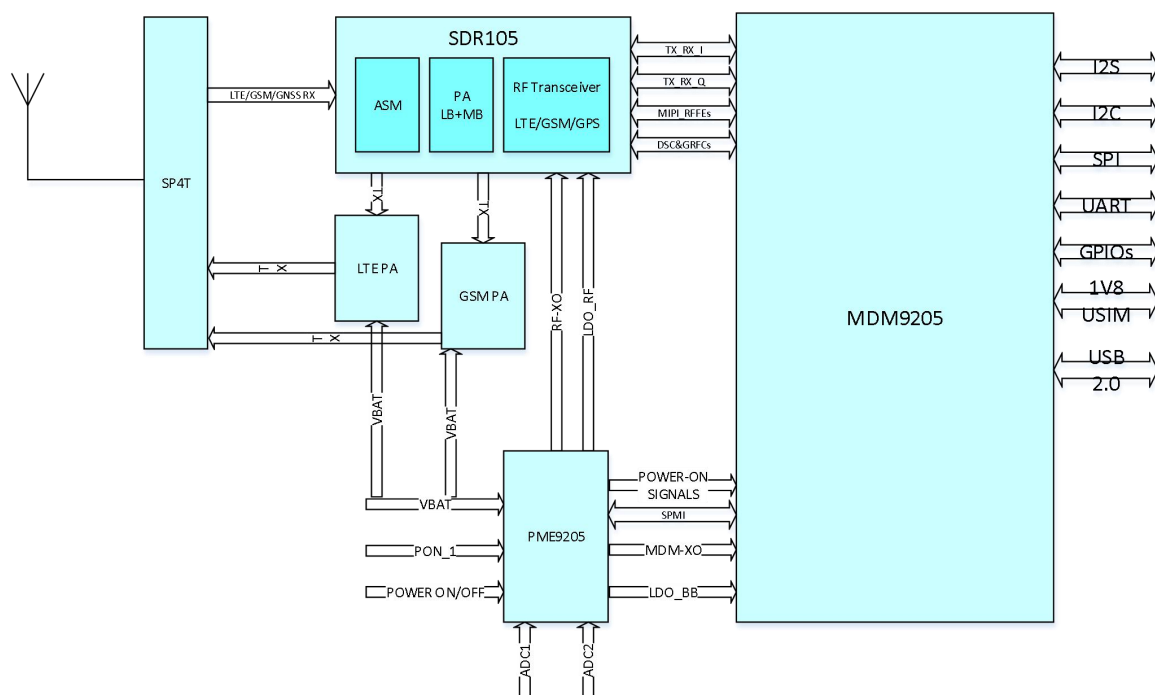 SDR105
ASM
PA
LB+MB
RF Transceiver
LTE/GSM/GPS
LTE/GSM/GNSS RX
SP4T
TX_RX_I
TX_RX_Q
MIPI_RFFEs
DSC&GRFCs
MDM9205
I2S
I2C
SPI
UART
GPIOs
1V8
USIM
USB
2.0
TX
TX
LTE PA
GSM PA
T X
T X
VBAT
VBAT
RF-XO
LDO_RF
VBAT
PON_1
POWER ON/OFF
PME9205
POWER-ON
SIGNALS
SPMI
MDM-XO
LDO_BB
ADC1
ADC2